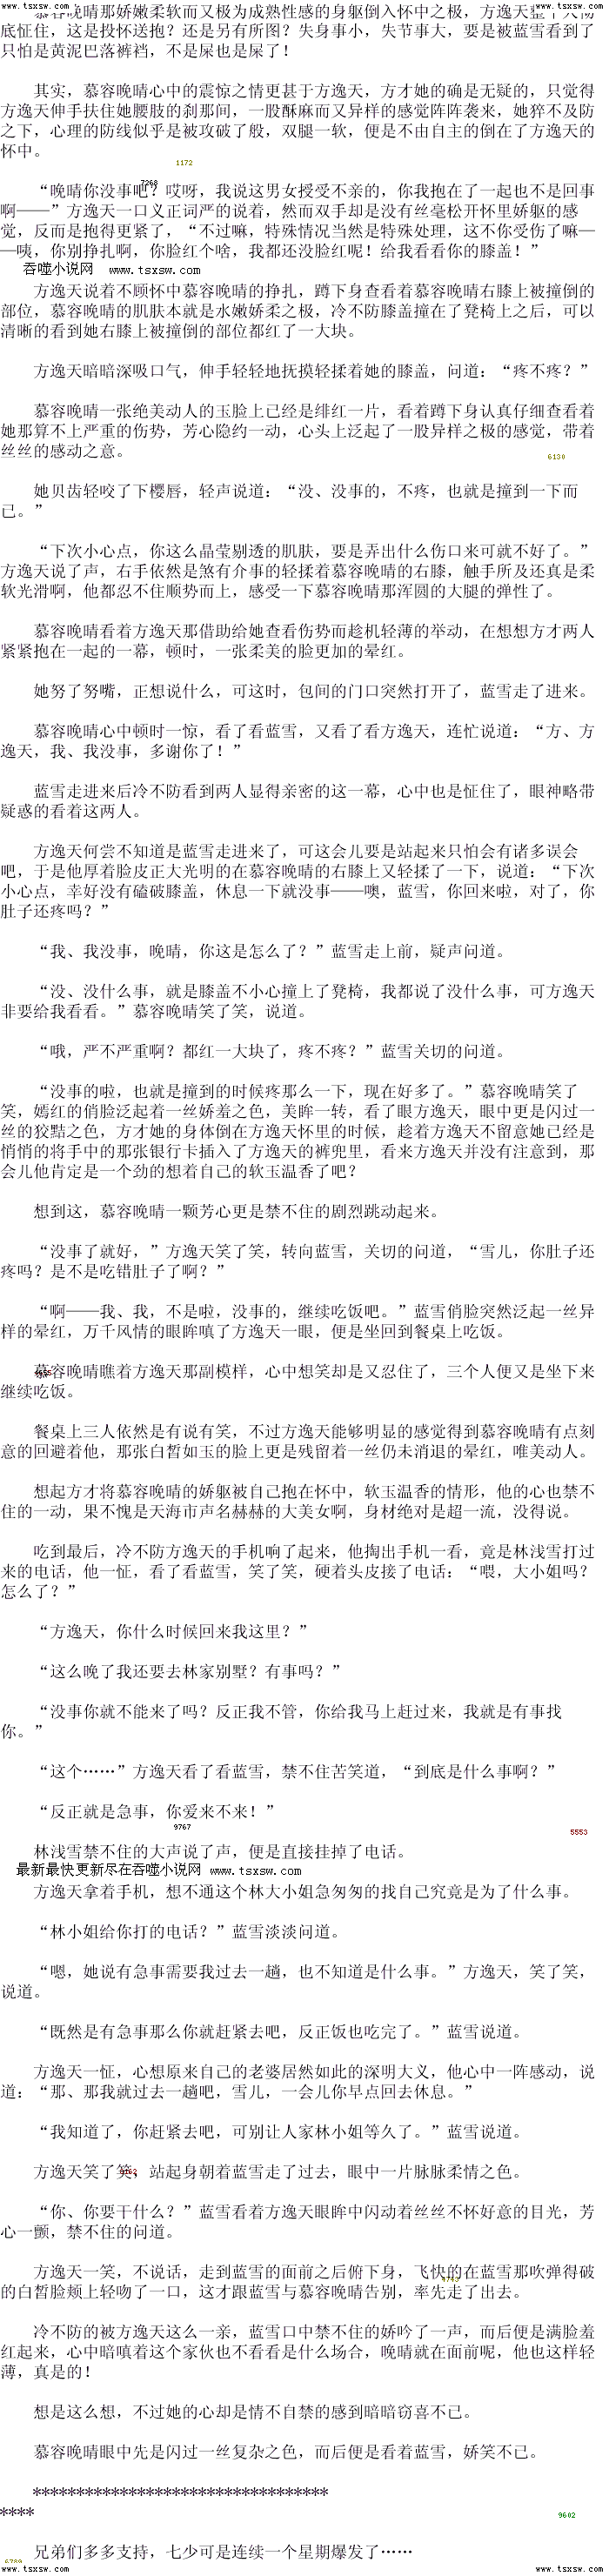 www.tsxsw.com www.tsxsw.com
慕容晚晴那娇嫩柔软而又极为成熟性感的身躯倒入怀中之极，方逸天整个人彻
底怔住，这是投怀送抱？还是另有所图？失身事小，失节事大，要是被蓝雪看到了
只怕是黄泥巴落裤裆，不是屎也是屎了！
其实，慕容晚晴心中的震惊之情更甚于方逸天，方才她的确是无疑的，只觉得
方逸天伸手扶住她腰肢的刹那间，一股酥麻而又异样的感觉阵阵袭来，她猝不及防
之下，心理的防线似乎是被攻破了般，双腿一软，便是不由自主的倒在了方逸天的
怀中。
1172
7268
“晚晴你没事吧？哎呀，我说这男女授受不亲的，你我抱在了一起也不是回事
啊——”方逸天一口义正词严的说着，然而双手却是没有丝毫松开怀里娇躯的感
觉，反而是抱得更紧了，“不过嘛，特殊情况当然是特殊处理，这不你受伤了嘛—
—咦，你别挣扎啊，你脸红个啥，我都还没脸红呢！给我看看你的膝盖！”
吞噬小说网 www.tsxsw.com
方逸天说着不顾怀中慕容晚晴的挣扎，蹲下身查看着慕容晚晴右膝上被撞倒的
部位，慕容晚晴的肌肤本就是水嫩娇柔之极，冷不防膝盖撞在了凳椅上之后，可以
清晰的看到她右膝上被撞倒的部位都红了一大块。
方逸天暗暗深吸口气，伸手轻轻地抚摸轻揉着她的膝盖，问道：“疼不疼？”
慕容晚晴一张绝美动人的玉脸上已经是绯红一片，看着蹲下身认真仔细查看着
她那算不上严重的伤势，芳心隐约一动，心头上泛起了一股异样之极的感觉，带着
丝丝的感动之意。
6130
她贝齿轻咬了下樱唇，轻声说道：“没、没事的，不疼，也就是撞到一下而
已。”
“下次小心点，你这么晶莹剔透的肌肤，要是弄出什么伤口来可就不好了。”
方逸天说了声，右手依然是煞有介事的轻揉着慕容晚晴的右膝，触手所及还真是柔
软光滑啊，他都忍不住顺势而上，感受一下慕容晚晴那浑圆的大腿的弹性了。
慕容晚晴看着方逸天那借助给她查看伤势而趁机轻薄的举动，在想想方才两人
紧紧抱在一起的一幕，顿时，一张柔美的脸更加的晕红。
她努了努嘴，正想说什么，可这时，包间的门口突然打开了，蓝雪走了进来。
慕容晚晴心中顿时一惊，看了看蓝雪，又看了看方逸天，连忙说道：“方、方
逸天，我、我没事，多谢你了！”
蓝雪走进来后冷不防看到两人显得亲密的这一幕，心中也是怔住了，眼神略带
疑惑的看着这两人。
方逸天何尝不知道是蓝雪走进来了，可这会儿要是站起来只怕会有诸多误会
吧，于是他厚着脸皮正大光明的在慕容晚晴的右膝上又轻揉了一下，说道：“下次
小心点，幸好没有磕破膝盖，休息一下就没事——噢，蓝雪，你回来啦，对了，你
肚子还疼吗？”
“我、我没事，晚晴，你这是怎么了？”蓝雪走上前，疑声问道。
“没、没什么事，就是膝盖不小心撞上了凳椅，我都说了没什么事，可方逸天
非要给我看看。”慕容晚晴笑了笑，说道。
“哦，严不严重啊？都红一大块了，疼不疼？”蓝雪关切的问道。
“没事的啦，也就是撞到的时候疼那么一下，现在好多了。”慕容晚晴笑了
笑，嫣红的俏脸泛起着一丝娇羞之色，美眸一转，看了眼方逸天，眼中更是闪过一
丝的狡黠之色，方才她的身体倒在方逸天怀里的时候，趁着方逸天不留意她已经是
悄悄的将手中的那张银行卡插入了方逸天的裤兜里，看来方逸天并没有注意到，那
会儿他肯定是一个劲的想着自己的软玉温香了吧？
想到这，慕容晚晴一颗芳心更是禁不住的剧烈跳动起来。
“没事了就好，”方逸天笑了笑，转向蓝雪，关切的问道，“雪儿，你肚子还
疼吗？是不是吃错肚子了啊？”
“啊——我、我，不是啦，没事的，继续吃饭吧。”蓝雪俏脸突然泛起一丝异
样的晕红，万千风情的眼眸嗔了方逸天一眼，便是坐回到餐桌上吃饭。
慕容晚晴瞧着方逸天那副模样，心中想笑却是又忍住了，三个人便又是坐下来
继续吃饭。
餐桌上三人依然是有说有笑，不过方逸天能够明显的感觉得到慕容晚晴有点刻
意的回避着他，那张白皙如玉的脸上更是残留着一丝仍未消退的晕红，唯美动人。
想起方才将慕容晚晴的娇躯被自己抱在怀中，软玉温香的情形，他的心也禁不
住的一动，果不愧是天海市声名赫赫的大美女啊，身材绝对是超一流，没得说。
吃到最后，冷不防方逸天的手机响了起来，他掏出手机一看，竟是林浅雪打过
来的电话，他一怔，看了看蓝雪，笑了笑，硬着头皮接了电话：“喂，大小姐吗？
怎么了？”
“方逸天，你什么时候回来我这里？”
“这么晚了我还要去林家别墅？有事吗？”
“没事你就不能来了吗？反正我不管，你给我马上赶过来，我就是有事找
你。”
“这个……”方逸天看了看蓝雪，禁不住苦笑道，“到底是什么事啊？”
“反正就是急事，你爱来不来！”
9767
5553
林浅雪禁不住的大声说了声，便是直接挂掉了电话。
最新最快更新尽在吞噬小说网 www.tsxsw.com
方逸天拿着手机，想不通这个林大小姐急匆匆的找自己究竟是为了什么事。
“林小姐给你打的电话？”蓝雪淡淡问道。
“嗯，她说有急事需要我过去一趟，也不知道是什么事。”方逸天，笑了笑，
说道。
“既然是有急事那么你就赶紧去吧，反正饭也吃完了。”蓝雪说道。
方逸天一怔，心想原来自己的老婆居然如此的深明大义，他心中一阵感动，说
道：“那、那我就过去一趟吧，雪儿，一会儿你早点回去休息。”
“我知道了，你赶紧去吧，可别让人家林小姐等久了。”蓝雪说道。
方逸天笑了笑，站起身朝着蓝雪走了过去，眼中一片脉脉柔情之色。
“你、你要干什么？”蓝雪看着方逸天眼眸中闪动着丝丝不怀好意的目光，芳
心一颤，禁不住的问道。
方逸天一笑，不说话，走到蓝雪的面前之后俯下身，飞快的在蓝雪那吹弹得破
的白皙脸颊上轻吻了一口，这才跟蓝雪与慕容晚晴告别，率先走了出去。
冷不防的被方逸天这么一亲，蓝雪口中禁不住的娇吟了一声，而后便是满脸羞
红起来，心中暗嗔着这个家伙也不看看是什么场合，晚晴就在面前呢，他也这样轻
薄，真是的！
想是这么想，不过她的心却是情不自禁的感到暗暗窃喜不已。
慕容晚晴眼中先是闪过一丝复杂之色，而后便是看着蓝雪，娇笑不已。
**********************************
****
9602
兄弟们多多支持，七少可是连续一个星期爆发了……
6789
www.tsxsw.com www.tsxsw.com